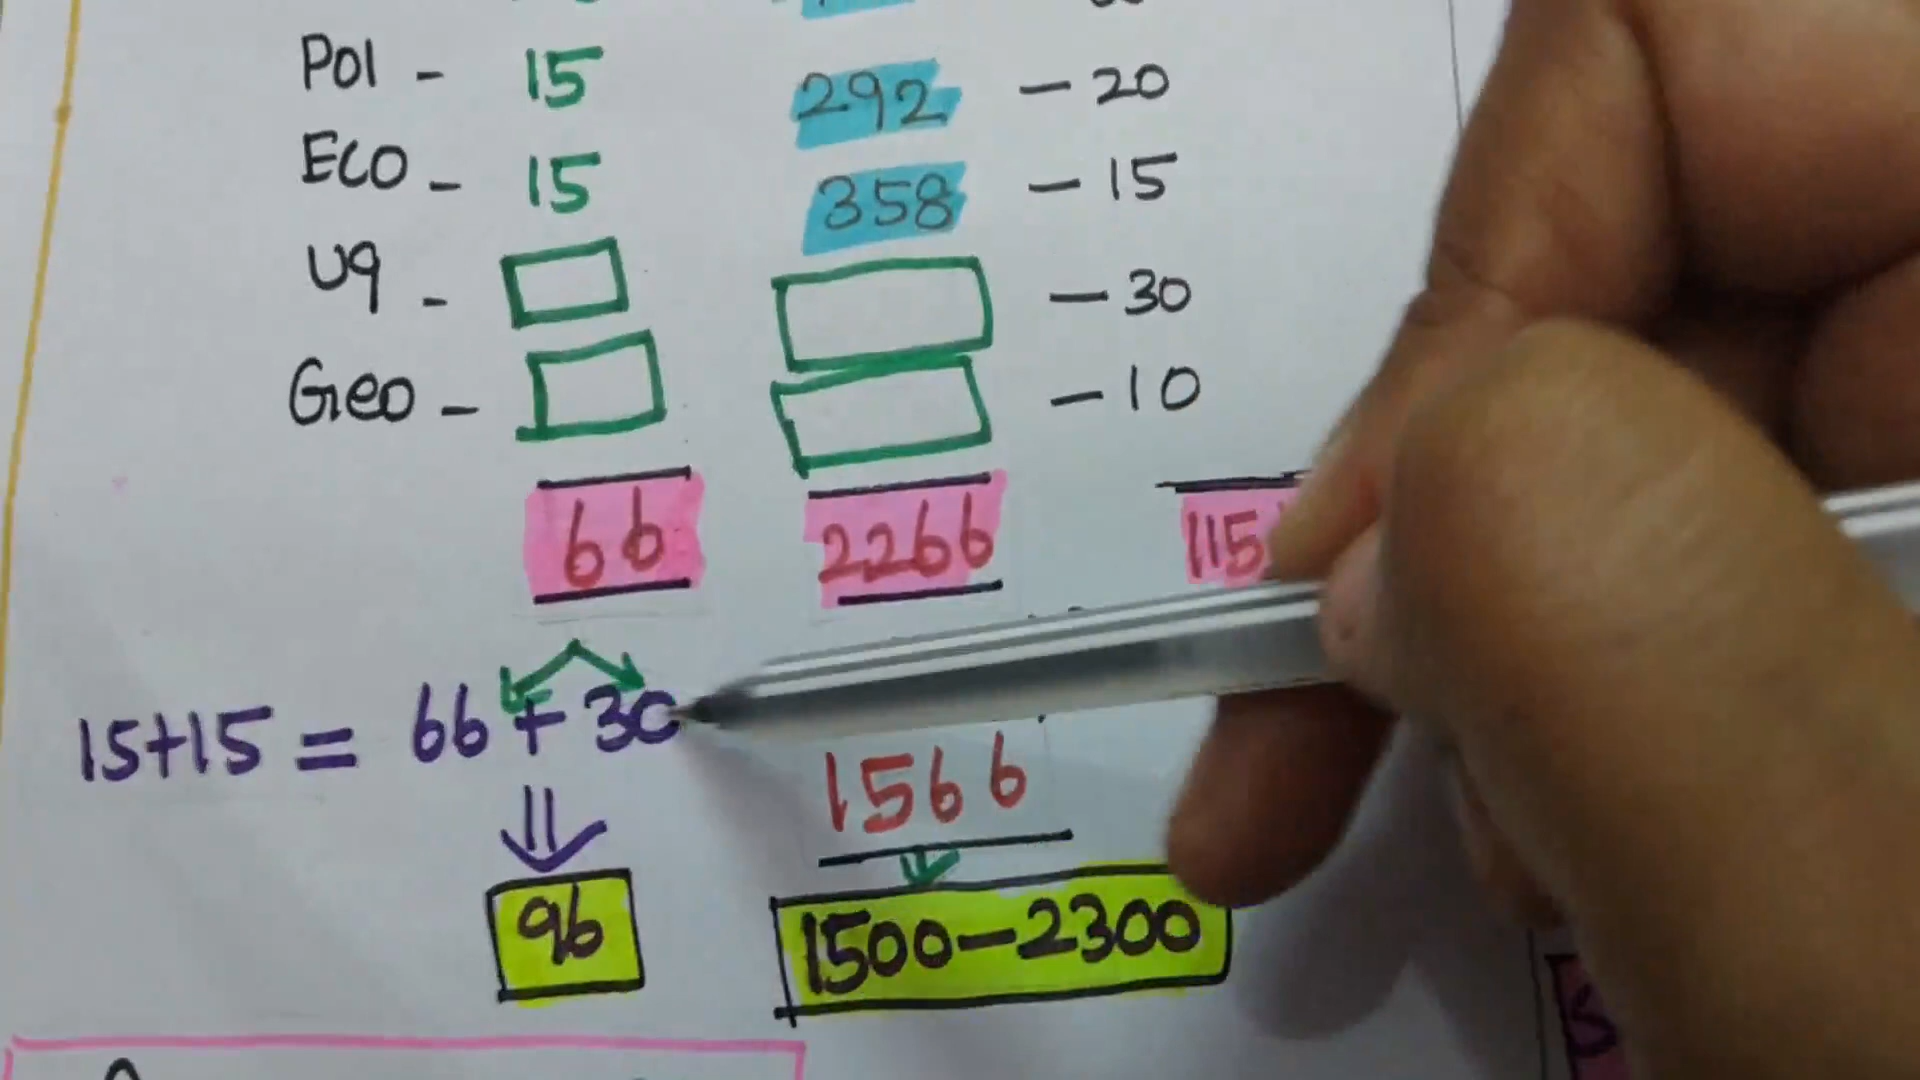 Pol - 15 292 - 20
ECO - 15 358 - 15
U9 - - 30
Geo - - 10
66 2266 115
15+15 = 66 + 30
1566
96 1500-2300